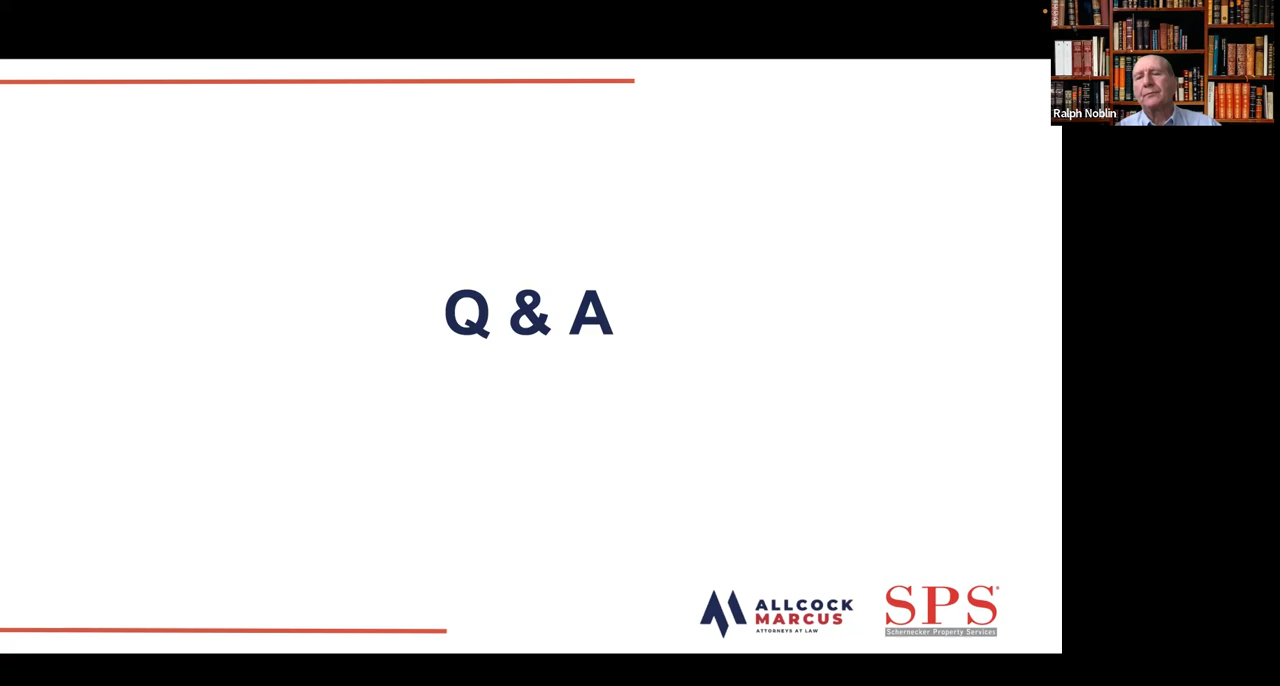 Ralph Noblin
Q & A
ALLCOCK
MARCUS
ATTORNEYS AT LAW
SPS
Schernecker Property Services